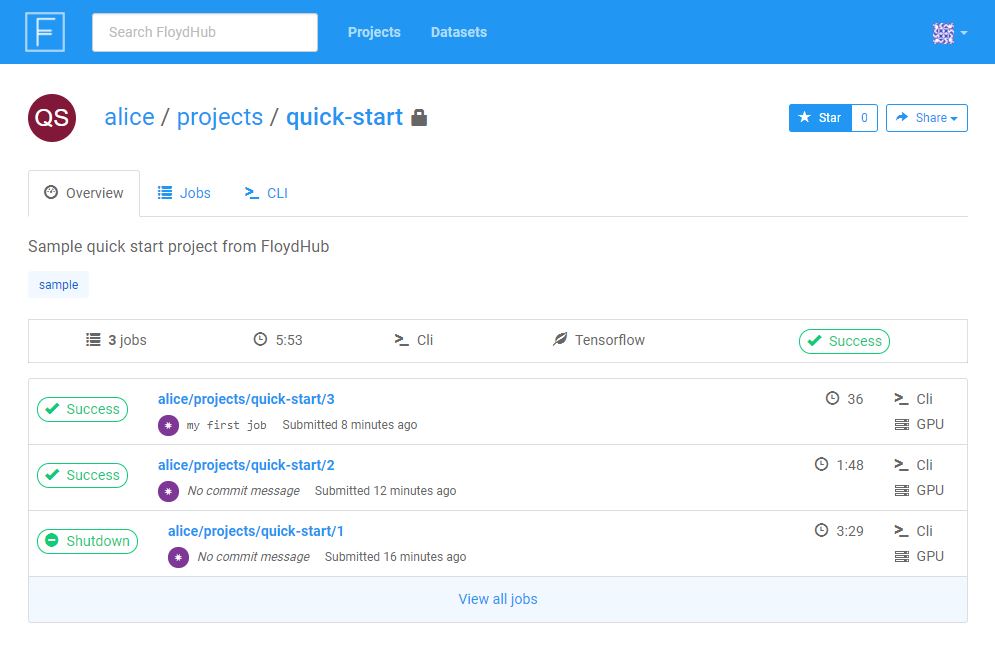 F Search FloydHub Projects Datasets
QS alice / projects / quick-start Star 0 Share
Overview Jobs CLI
Sample quick start project from FloydHub
sample
3 jobs 5:53 Cli Tensorflow Success
Success alice/projects/quick-start/3 36 Cli
my first job Submitted 8 minutes ago GPU
Success alice/projects/quick-start/2 1:48 Cli
No commit message Submitted 12 minutes ago GPU
Shutdown alice/projects/quick-start/1 3:29 Cli
No commit message Submitted 16 minutes ago GPU
View all jobs